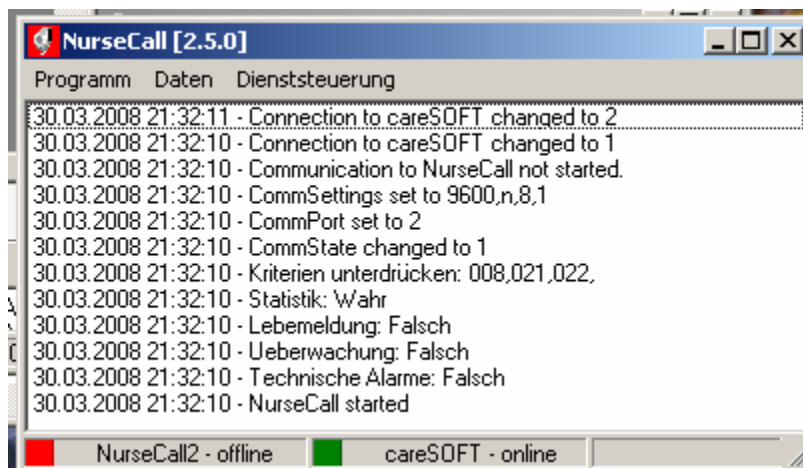 NurseCall [2.5.0]
Programm Daten Dienststeuerung
30.03.2008 21:32:11 - Connection to careSOFT changed to 2
30.03.2008 21:32:10 - Connection to careSOFT changed to 1
30.03.2008 21:32:10 - Communication to NurseCall not started.
30.03.2008 21:32:10 - CommSettings set to 9600,n,8,1
30.03.2008 21:32:10 - CommPort set to 2
30.03.2008 21:32:10 - CommState changed to 1
30.03.2008 21:32:10 - Kriterien unterdrücken: 008,021,022,
30.03.2008 21:32:10 - Statistik: Wahr
30.03.2008 21:32:10 - Lebemeldung: Falsch
30.03.2008 21:32:10 - Ueberwachung: Falsch
30.03.2008 21:32:10 - Technische Alarme: Falsch
30.03.2008 21:32:10 - NurseCall started
NurseCall2 - offline careSOFT - online